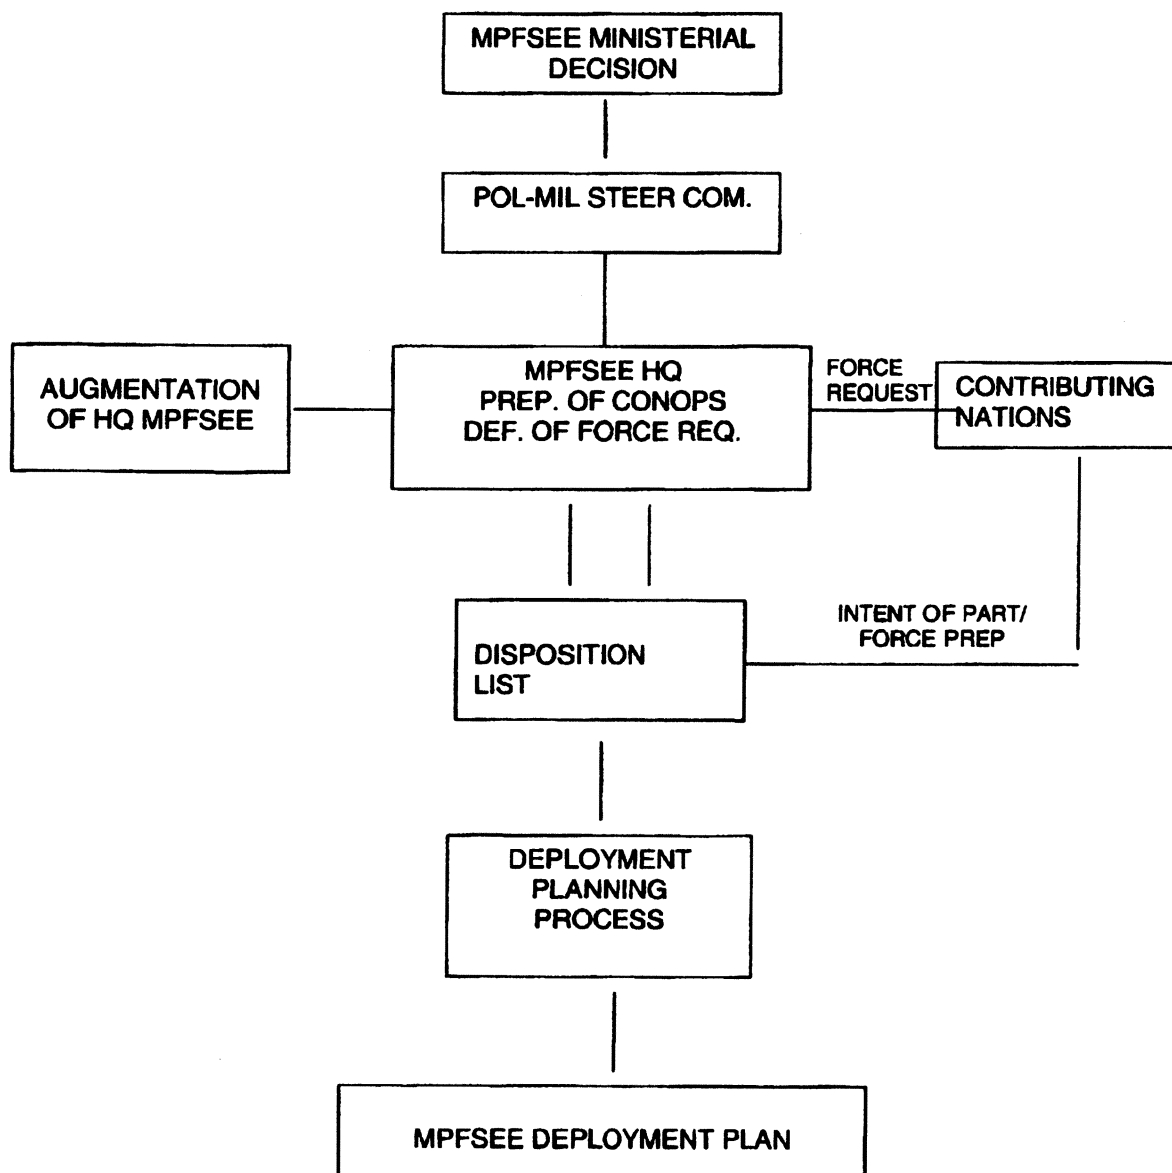 MPFSEE MINISTERIAL
DECISION
POL-MIL STEER COM.
AUGMENTATION
OF HQ MPFSEE
MPFSEE HQ
PREP. OF CONOPS
DEF. OF FORCE REQ.
FORCE
REQUEST
CONTRIBUTING
NATIONS
DISPOSITION
LIST
INTENT OF PART/
FORCE PREP
DEPLOYMENT
PLANNING
PROCESS
MPFSEE DEPLOYMENT PLAN